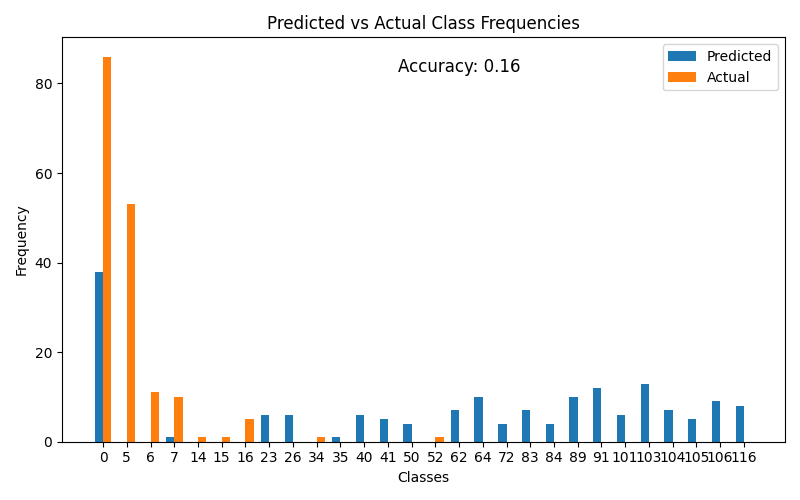 Predicted vs Actual Class Frequencies
Accuracy: 0.16
Predicted
Actual
Frequency
80
60
40
20
0
0 5 6 7 14 15 16 23 26 34 35 40 41 50 52 62 64 72 83 84 89 91 101 103 104 105 106 116
Classes